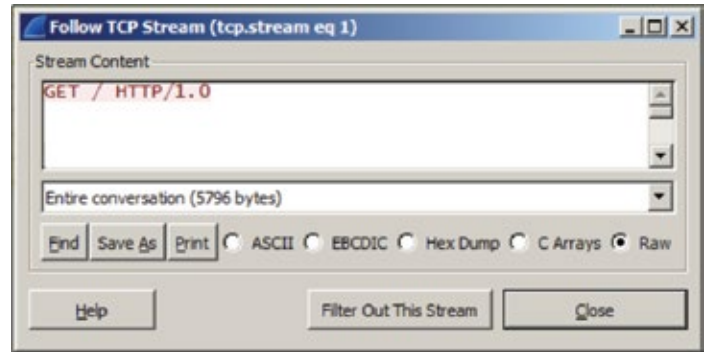 Follow TCP Stream (tcp.stream eq 1)
Stream Content
GET / HTTP/1.0
Entire conversation (5796 bytes)
Find Save As Print ASCII EBCDIC Hex Dump C Arrays Raw
Help Filter Out This Stream Close